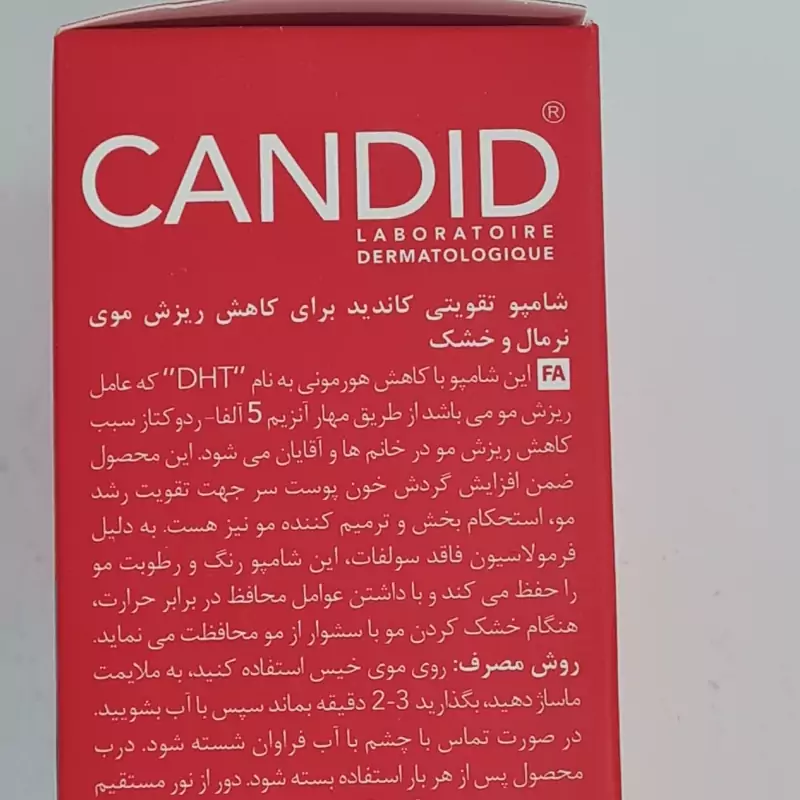 CANDID®
LABORATOIRE
DERMATOLOGIQUE
شامپو تقویتی کاندید برای کاهش ریزش موی
نرمال و خشک
FA این شامپو با کاهش هورمونی به نام "DHT" که عامل
ریزش مو می باشد از طریق مهار آنزیم 5 آلفا- ردوکتاز سبب
کاهش ریزش مو در خانم ها و آقایان می شود. این محصول
ضمن افزایش گردش خون پوست سر جهت تقویت رشد
مو، استحکام بخش و ترمیم کننده مو نیز هست. به دلیل
فرمولاسیون فاقد سولفات، این شامپو رنگ و رطوبت مو
را حفظ می کند و با داشتن عوامل محافظ در برابر حرارت،
هنگام خشک کردن مو با سشوار از مو محافظت می نماید.
روش مصرف: روی موی خیس استفاده کنید، به ملایمت
ماساژ دهید، بگذارید 3-2 دقیقه بماند سپس با آب بشویید.
در صورت تماس با چشم با آب فراوان شسته شود. درب
محصول پس از هر بار استفاده بسته شود. دور از نور مستقیم